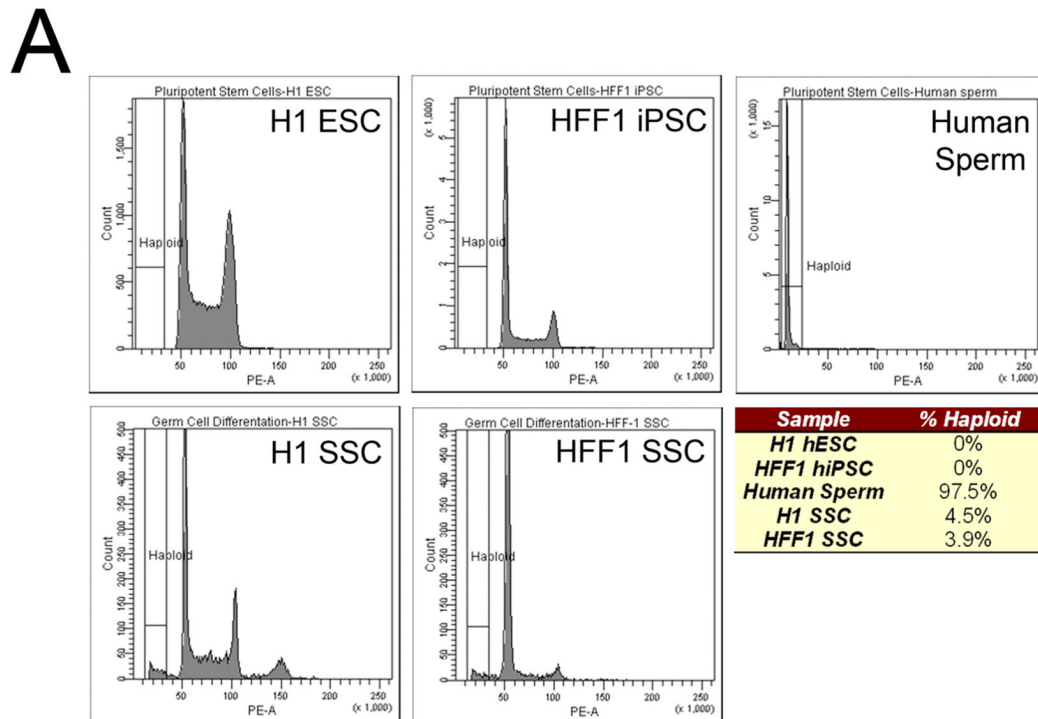 A
Pluripotent Stem Cells-H1 ESC
H1 ESC
Count
1,500
1,000
500
0
Haploid
50 100 150 200 250
PE-A
(x 1,000)
Pluripotent Stem Cells-HFF1 iPSC
HFF1 iPSC
(x 1,000)
Count
6
5
4
3
2
1
0
Haploid
50 100 150 200 250
PE-A
(x 1,000)
Pluripotent Stem Cells-Human sperm
Human
Sperm
(x 1,000)
Count
15
10
5
0
Haploid
50 100 150 200 250
PE-A
(x 1,000)
Germ Cell Differentation-H1 SSC
H1 SSC
Count
500
450
400
350
300
250
200
150
100
50
0
Haploid
50 100 150 200 250
PE-A
(x 1,000)
Germ Cell Differentation-HFF-1 SSC
HFF1 SSC
Count
500
450
400
350
300
250
200
150
100
50
0
Haploid
50 100 150 200 250
PE-A
(x 1,000)
Sample % Haploid
H1 hESC 0%
HFF1 hiPSC 0%
Human Sperm 97.5%
H1 SSC 4.5%
HFF1 SSC 3.9%